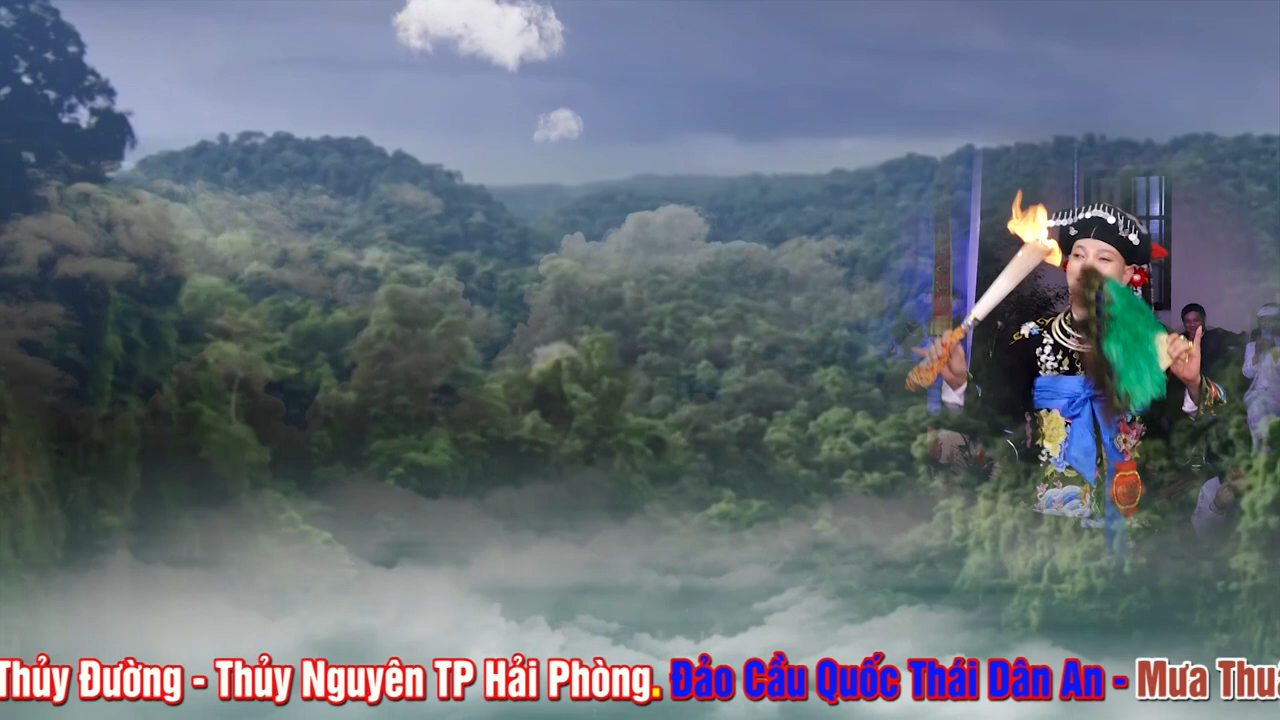 Thủy Đường - Thủy Nguyên TP Hải Phòng. Đảo Cầu Quốc Thái Dân An - Mưa